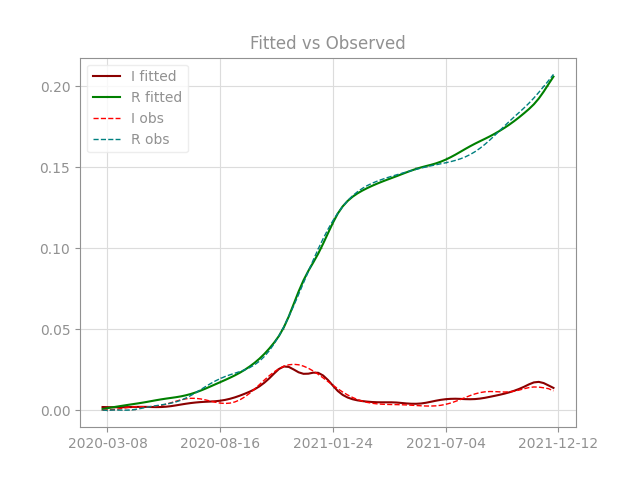 Fitted vs Observed
I fitted
R fitted
I obs
R obs
0.20
0.15
0.10
0.05
0.00
2020-03-08
2020-08-16
2021-01-24
2021-07-04
2021-12-12